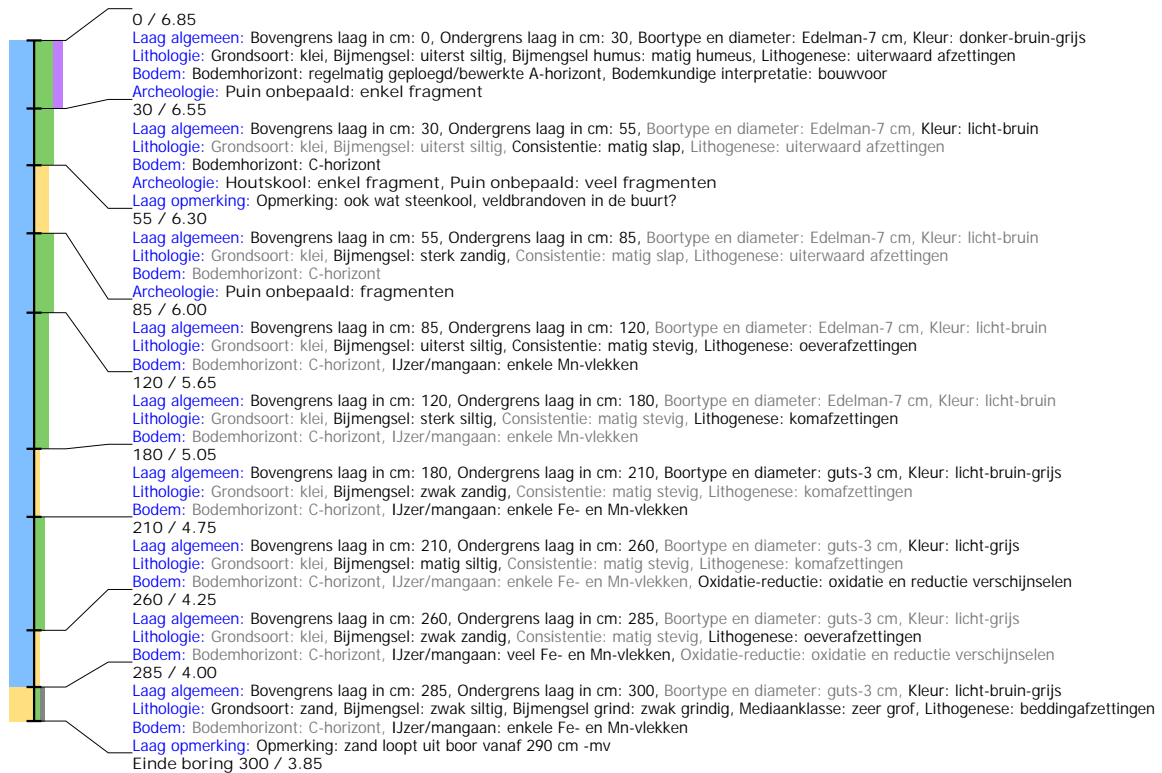 0 / 6.85
Laag algemeen: Bovengrens laag in cm: 0, Ondergrens laag in cm: 30, Boortype en diameter: Edelman-7 cm, Kleur: donker-bruin-grijs
Lithologie: Grondsoort: klei, Bijmengsel: uiterst siltig, Bijmengsel humus: matig humeus, Lithogenese: uiterwaard afzettingen
Bodem: Bodemhorizont: regelmatig geploegd/bewerkte A-horizont, Bodemkundige interpretatie: bouwvoor
Archeologie: Puin onbepaald: enkel fragment
30 / 6.55
Laag algemeen: Bovengrens laag in cm: 30, Ondergrens laag in cm: 55, Boortype en diameter: Edelman-7 cm, Kleur: licht-bruin
Lithologie: Grondsoort: klei, Bijmengsel: uiterst siltig, Consistentie: matig slap, Lithogenese: uiterwaard afzettingen
Bodem: Bodemhorizont: C-horizont
Archeologie: Houtskool: enkel fragment, Puin onbepaald: veel fragmenten
Laag opmerking: Opmerking: ook wat steenkool, veldbrandoven in de buurt?
55 / 6.30
Laag algemeen: Bovengrens laag in cm: 55, Ondergrens laag in cm: 85, Boortype en diameter: Edelman-7 cm, Kleur: licht-bruin
Lithologie: Grondsoort: klei, Bijmengsel: sterk zandig, Consistentie: matig slap, Lithogenese: uiterwaard afzettingen
Bodem: Bodemhorizont: C-horizont
Archeologie: Puin onbepaald: fragmenten
85 / 6.00
Laag algemeen: Bovengrens laag in cm: 85, Ondergrens laag in cm: 120, Boortype en diameter: Edelman-7 cm, Kleur: licht-bruin
Lithologie: Grondsoort: klei, Bijmengsel: uiterst siltig, Consistentie: matig stevig, Lithogenese: oeverafzettingen
Bodem: Bodemhorizont: C-horizont, IJzer/mangaan: enkele Mn-vlekken
120 / 5.65
Laag algemeen: Bovengrens laag in cm: 120, Ondergrens laag in cm: 180, Boortype en diameter: Edelman-7 cm, Kleur: licht-bruin
Lithologie: Grondsoort: klei, Bijmengsel: sterk siltig, Consistentie: matig stevig, Lithogenese: komafzettingen
Bodem: Bodemhorizont: C-horizont, IJzer/mangaan: enkele Mn-vlekken
180 / 5.05
Laag algemeen: Bovengrens laag in cm: 180, Ondergrens laag in cm: 210, Boortype en diameter: guts-3 cm, Kleur: licht-bruin-grijs
Lithologie: Grondsoort: klei, Bijmengsel: zwak zandig, Consistentie: matig stevig, Lithogenese: komafzettingen
Bodem: Bodemhorizont: C-horizont, IJzer/mangaan: enkele Fe- en Mn-vlekken
210 / 4.75
Laag algemeen: Bovengrens laag in cm: 210, Ondergrens laag in cm: 260, Boortype en diameter: guts-3 cm, Kleur: licht-grijs
Lithologie: Grondsoort: klei, Bijmengsel: matig siltig, Consistentie: matig stevig, Lithogenese: komafzettingen
Bodem: Bodemhorizont: C-horizont, IJzer/mangaan: enkele Fe- en Mn-vlekken, Oxidatie-reductie: oxidatie en reductie verschijnselen
260 / 4.25
Laag algemeen: Bovengrens laag in cm: 260, Ondergrens laag in cm: 285, Boortype en diameter: guts-3 cm, Kleur: licht-grijs
Lithologie: Grondsoort: klei, Bijmengsel: zwak zandig, Consistentie: matig stevig, Lithogenese: oeverafzettingen
Bodem: Bodemhorizont: C-horizont, IJzer/mangaan: veel Fe- en Mn-vlekken, Oxidatie-reductie: oxidatie en reductie verschijnselen
285 / 4.00
Laag algemeen: Bovengrens laag in cm: 285, Ondergrens laag in cm: 300, Boortype en diameter: guts-3 cm, Kleur: licht-bruin-grijs
Lithologie: Grondsoort: zand, Bijmengsel: zwak siltig, Bijmengsel grind: zwak grindig, Mediaanklasse: zeer grof, Lithogenese: beddingafzettingen
Bodem: Bodemhorizont: C-horizont, IJzer/mangaan: enkele Fe- en Mn-vlekken
Laag opmerking: Opmerking: zand loopt uit boor vanaf 290 cm -mv
Einde boring 300 / 3.85